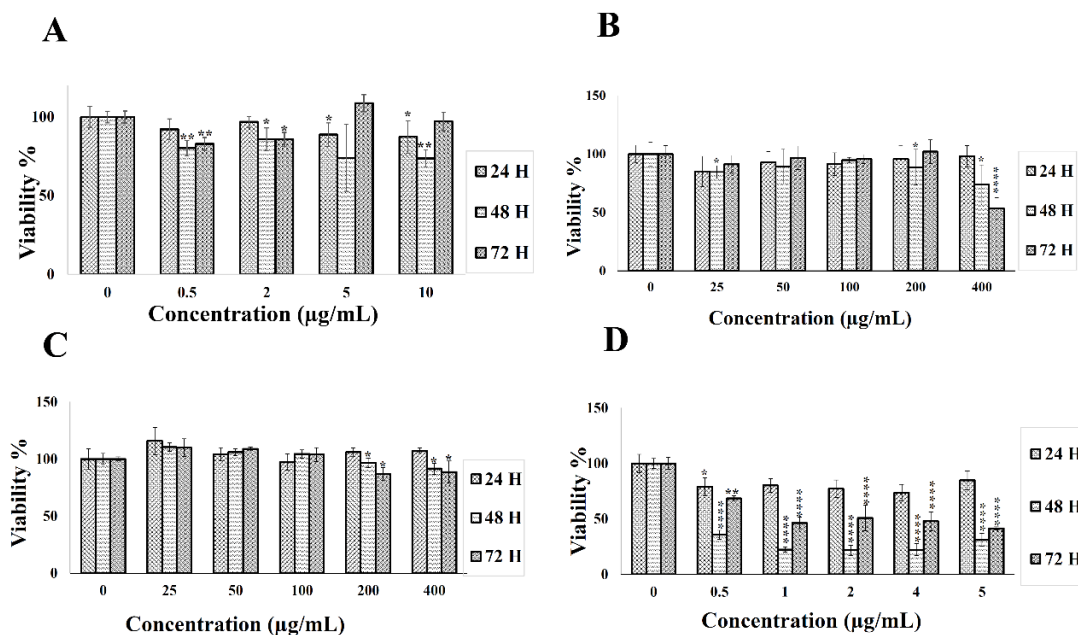 A
Viability %
100
50
0
* *
** ** * * **
0 0.5 2 5 10
Concentration (µg/mL)
24 H
48 H
72 H
B
Viability %
150
100
50
0
* * * ****
0 25 50 100 200 400
Concentration (µg/mL)
24 H
48 H
72 H
C
Viability %
150
100
50
0
* * * *
0 25 50 100 200 400
Concentration (µg/mL)
24 H
48 H
72 H
D
Viability %
150
100
50
0
* **** ** **** **** **** **** **** **** **** ****
0 0.5 1 2 4 5
Concentration (µg/mL)
24 H
48 H
72 H